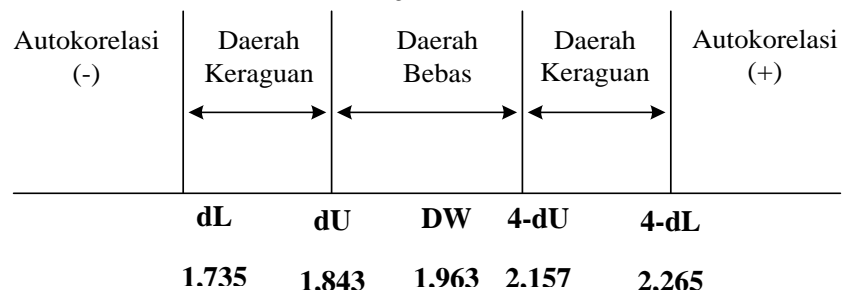 Autokorelasi Daerah Daerah Daerah Autokorelasi
(-) Keraguan Bebas Keraguan (+)
dL dU DW 4-dU 4-dL
1,735 1,843 1,963 2,157 2,265